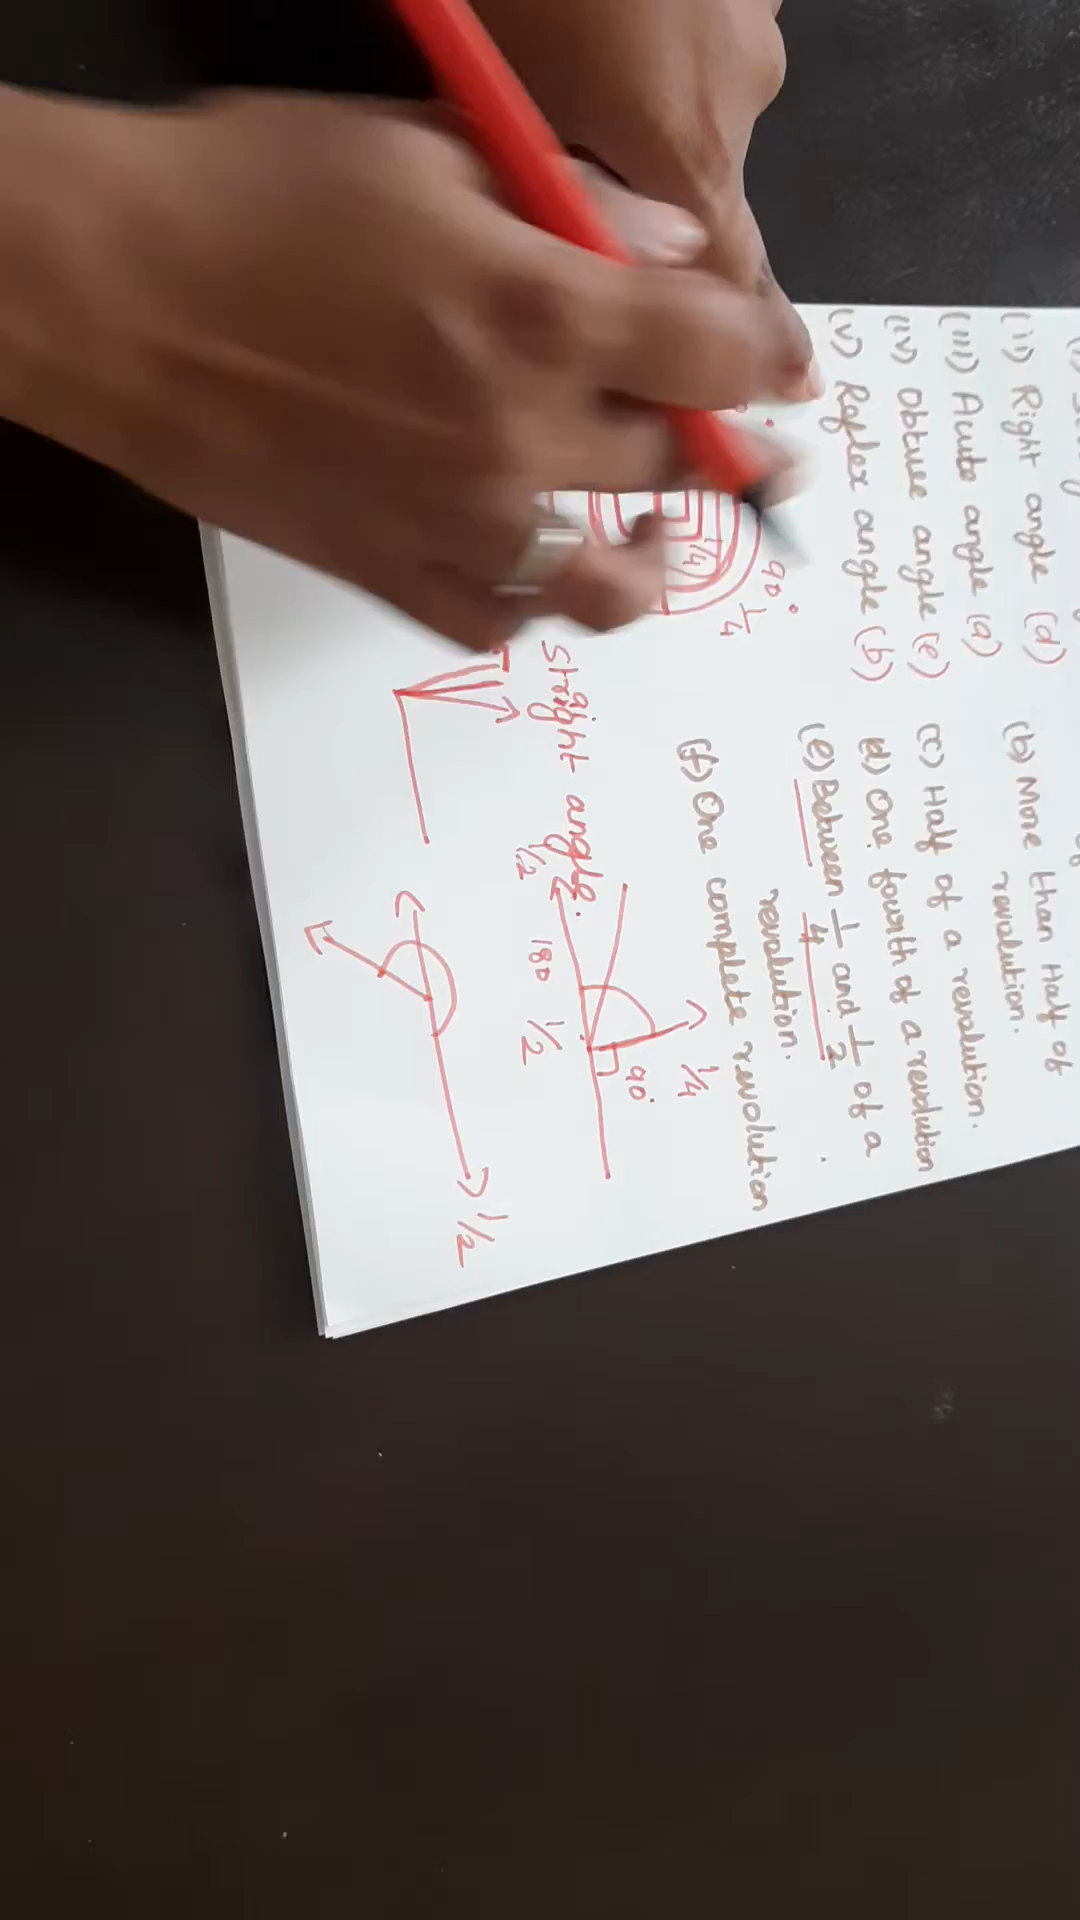 (ii) Right angle (d)
(iii) Acute angle (a)
(iv) Obtuse angle (e)
(v) Reflex angle (b)
(b) More than Half of
revolution.
(c) Half of a revolution.
(d) One fourth of a revolution
(e) Between 1/4 and 1/2 of a
revolution.
(f) One complete revolution
90° 1/4
1/4
Straight angle.
1/2
180 1/2
90°
1/4
1/2